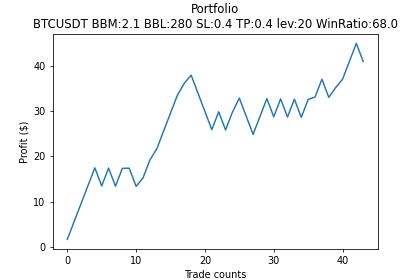 Portfolio
BTCUSDT BBM:2.1 BBL:280 SL:0.4 TP:0.4 lev:20 WinRatio:68.0
40
30
20
10
0
Profit ($)
0 10 20 30 40
Trade counts